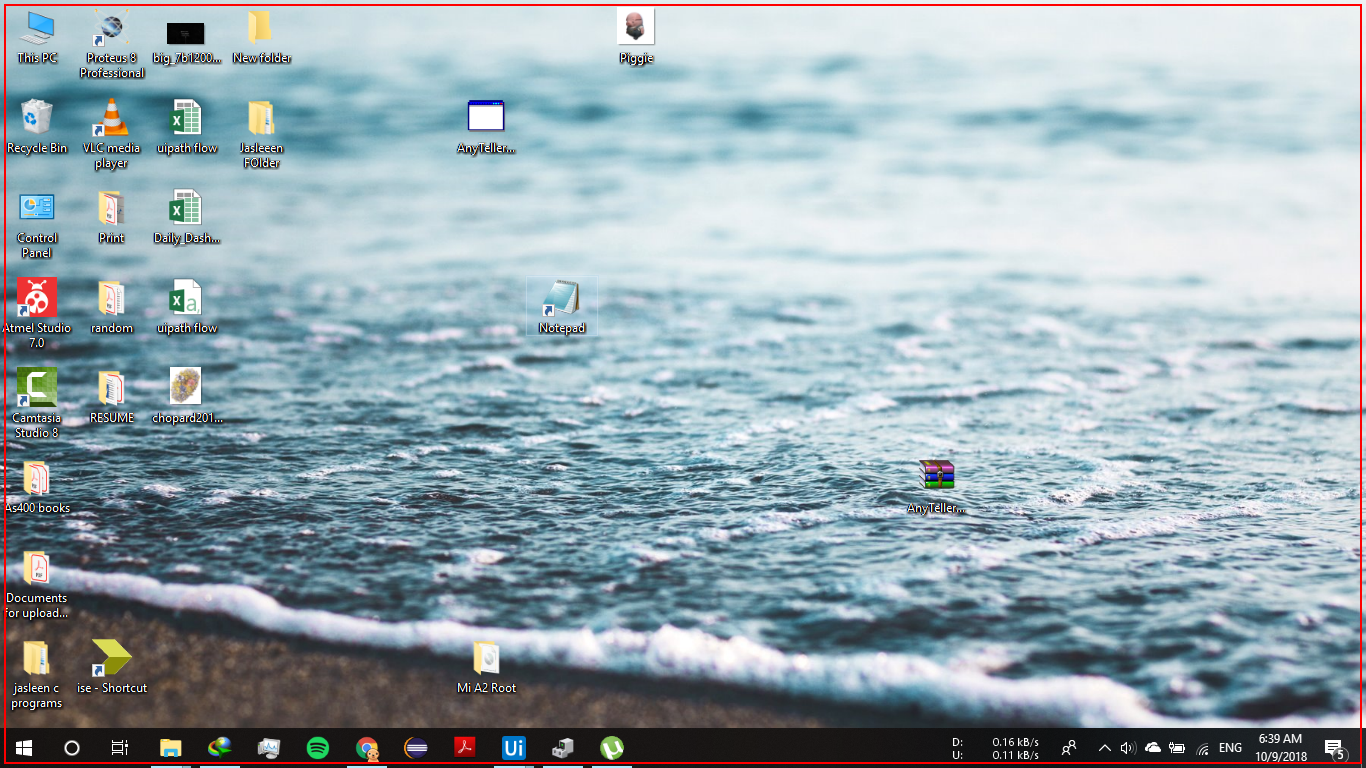 This PC
Proteus 8
Professional
big_7b1200...
New folder
Piggie
Recycle Bin
VLC media
player
uipath flow
Jasleeen
FOlder
AnyTeller...
Control
Panel
Print
Daily_Dash...
Atmel Studio
7.0
random
uipath flow
Notepad
Camtasia
Studio 8
RESUME
chopard201...
As400 books
AnyTeller...
Documents
for upload...
jasleen c
programs
ise - Shortcut
Mi A2 Root
Ui
D: 0.16 kB/s
U: 0.11 kB/s
ENG
6:39 AM
10/9/2018
5